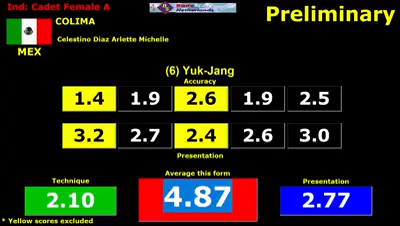 Ind: Cadet Female A
Preliminary
COLIMA
Celestino Diaz Arlette Michelle
MEX
(6) Yuk-Jang
Accuracy
1.4 1.9 2.6 1.9 2.5
3.2 2.7 2.4 2.6 3.0
Presentation
Technique Average this form Presentation
2.10 4.87 2.77
* Yellow scores excluded